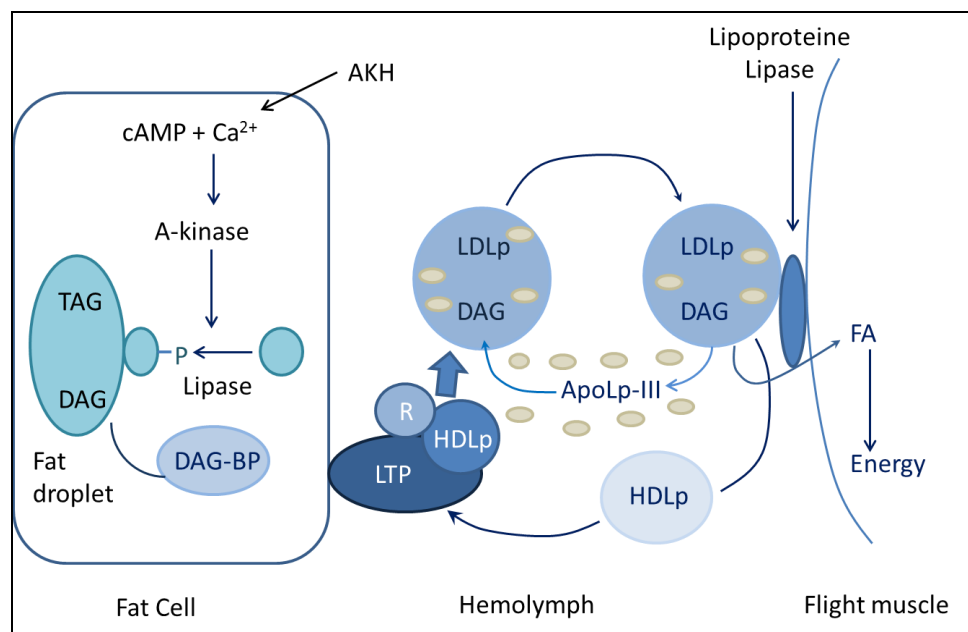 Lipoproteine
Lipase
AKH
cAMP + Ca²⁺
A-kinase
TAG
P
Lipase
DAG
DAG-BP
Fat
droplet
LDLp
DAG
LDLp
DAG
ApoLp-III
R
HDLp
LTP
HDLp
FA
Energy
Fat Cell
Hemolymph
Flight muscle